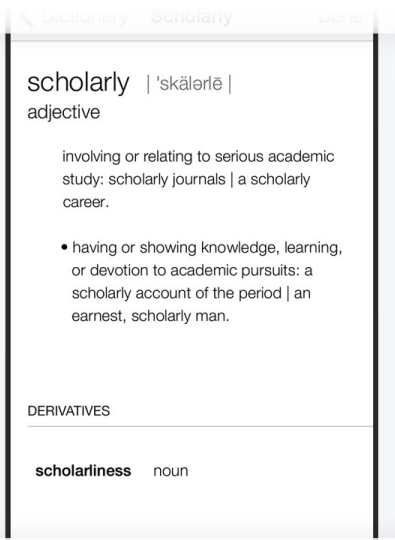 Dictionary Scholarly Done
scholarly | 'skälərlē |
adjective
involving or relating to serious academic
study: scholarly journals | a scholarly
career.
• having or showing knowledge, learning,
or devotion to academic pursuits: a
scholarly account of the period | an
earnest, scholarly man.
DERIVATIVES
scholarliness noun